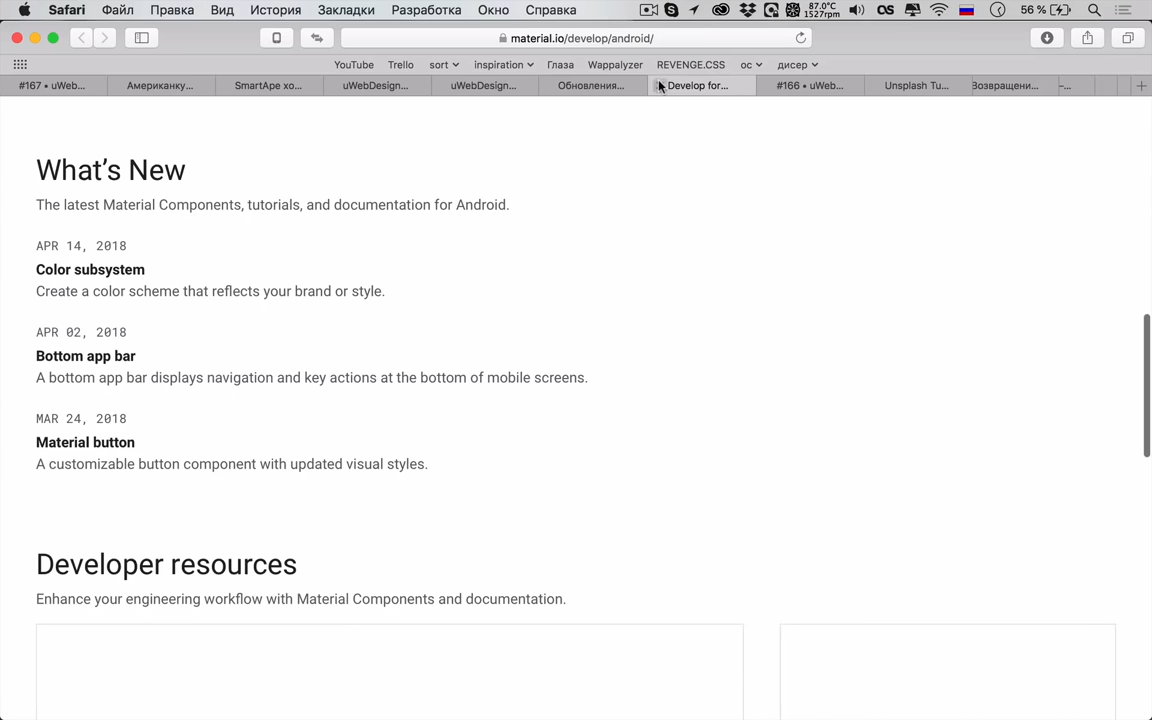 Safari Файл Правка Вид История Закладки Разработка Окно Справка 87.0°C 1527rpm 56 %
material.io/develop/android/
YouTube Trello sort inspiration Глаза Wappalyzer REVENGE.CSS ос дисер
#167 • uWeb... Американку... SmartApe хо... uWebDesign... uWebDesign... Обновления... Develop for... #166 • uWeb... Unsplash Tu... Возвращени... -...
What’s New
The latest Material Components, tutorials, and documentation for Android.
APR 14, 2018
Color subsystem
Create a color scheme that reflects your brand or style.
APR 02, 2018
Bottom app bar
A bottom app bar displays navigation and key actions at the bottom of mobile screens.
MAR 24, 2018
Material button
A customizable button component with updated visual styles.
Developer resources
Enhance your engineering workflow with Material Components and documentation.